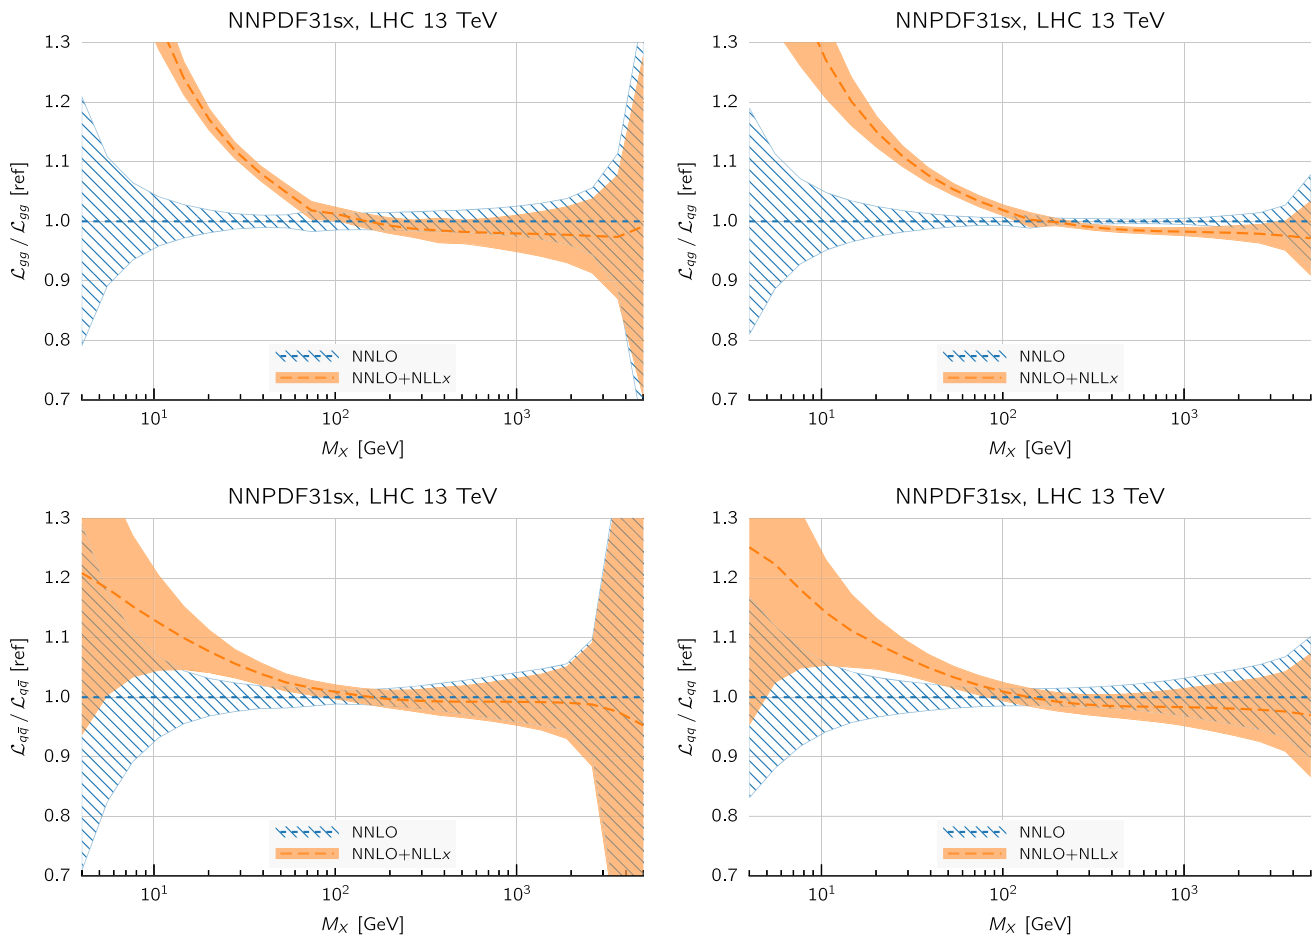 NNPDF31sx, LHC 13 TeV
1.3
1.2
1.1
1.0
0.9
0.8
0.7
ℒgg / ℒgg [ref]
NNLO
NNLO+NLLx
10¹ 10² 10³
M_X [GeV]
NNPDF31sx, LHC 13 TeV
1.3
1.2
1.1
1.0
0.9
0.8
0.7
ℒqg / ℒqg [ref]
NNLO
NNLO+NLLx
10¹ 10² 10³
M_X [GeV]
NNPDF31sx, LHC 13 TeV
1.3
1.2
1.1
1.0
0.9
0.8
0.7
ℒqq̄ / ℒqq̄ [ref]
NNLO
NNLO+NLLx
10¹ 10² 10³
M_X [GeV]
NNPDF31sx, LHC 13 TeV
1.3
1.2
1.1
1.0
0.9
0.8
0.7
ℒqq / ℒqq [ref]
NNLO
NNLO+NLLx
10¹ 10² 10³
M_X [GeV]